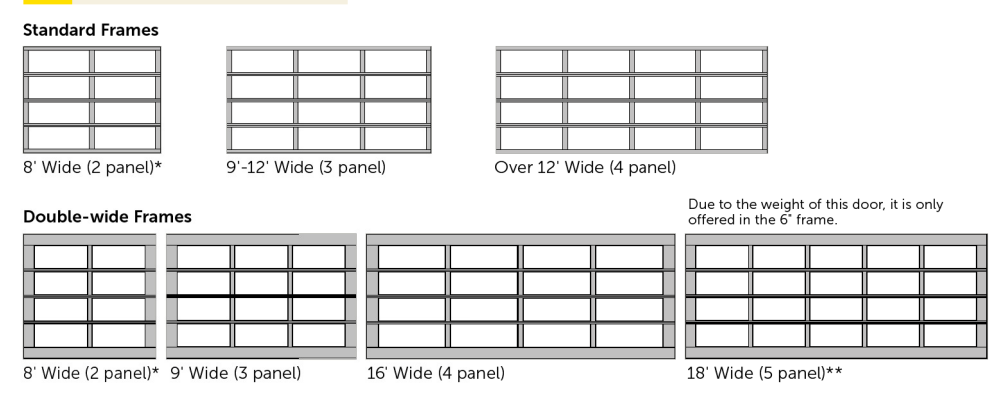 Standard Frames
8' Wide (2 panel)*
9'-12' Wide (3 panel)
Over 12' Wide (4 panel)
Double-wide Frames
Due to the weight of this door, it is only
offered in the 6" frame.
8' Wide (2 panel)*
9' Wide (3 panel)
16' Wide (4 panel)
18' Wide (5 panel)**